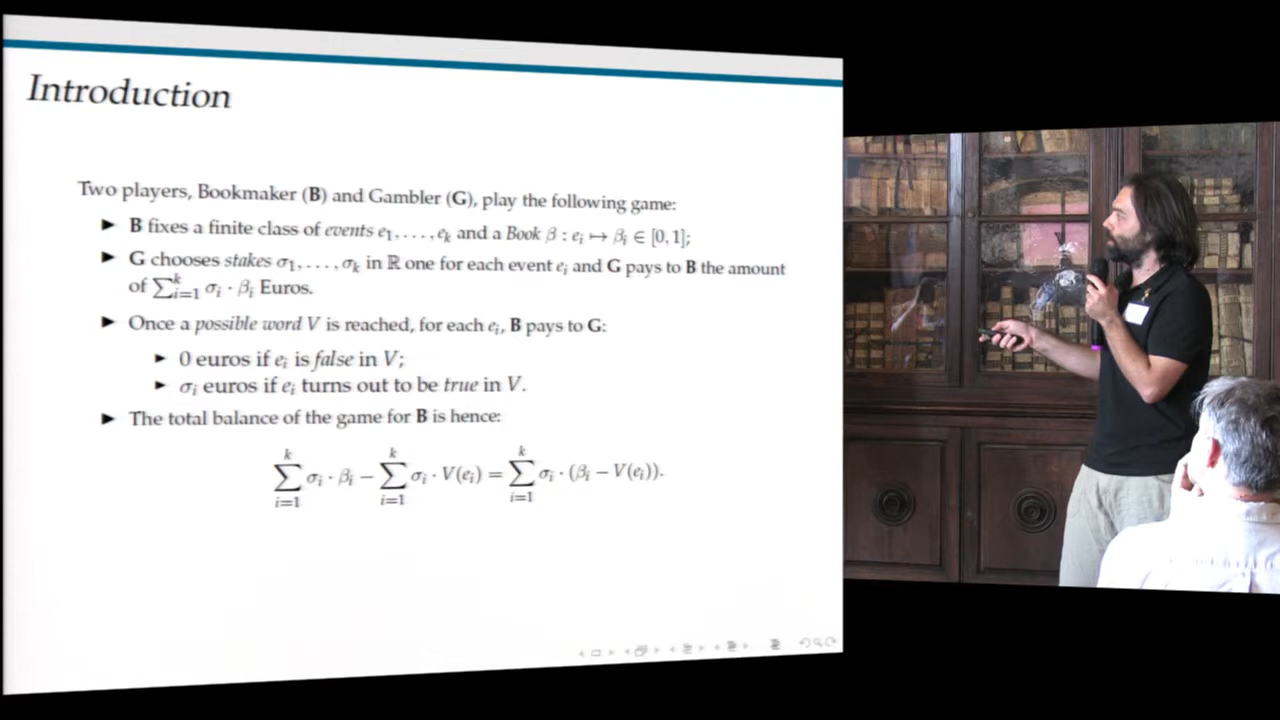 Introduction
Two players, Bookmaker (B) and Gambler (G), play the following game:
► B fixes a finite class of events e₁, . . . , eₖ and a Book β : eᵢ ↦ βᵢ ∈ [0, 1];
► G chooses stakes σ₁, . . . , σₖ in ℝ one for each event eᵢ and G pays to B the amount
of ∑ᵏᵢ₌₁ σᵢ · βᵢ Euros.
► Once a possible word V is reached, for each eᵢ, B pays to G:
► 0 euros if eᵢ is false in V;
► σᵢ euros if eᵢ turns out to be true in V.
► The total balance of the game for B is hence:
∑ᵏᵢ₌₁ σᵢ · βᵢ − ∑ᵏᵢ₌₁ σᵢ · V(eᵢ) = ∑ᵏᵢ₌₁ σᵢ · (βᵢ − V(eᵢ)).